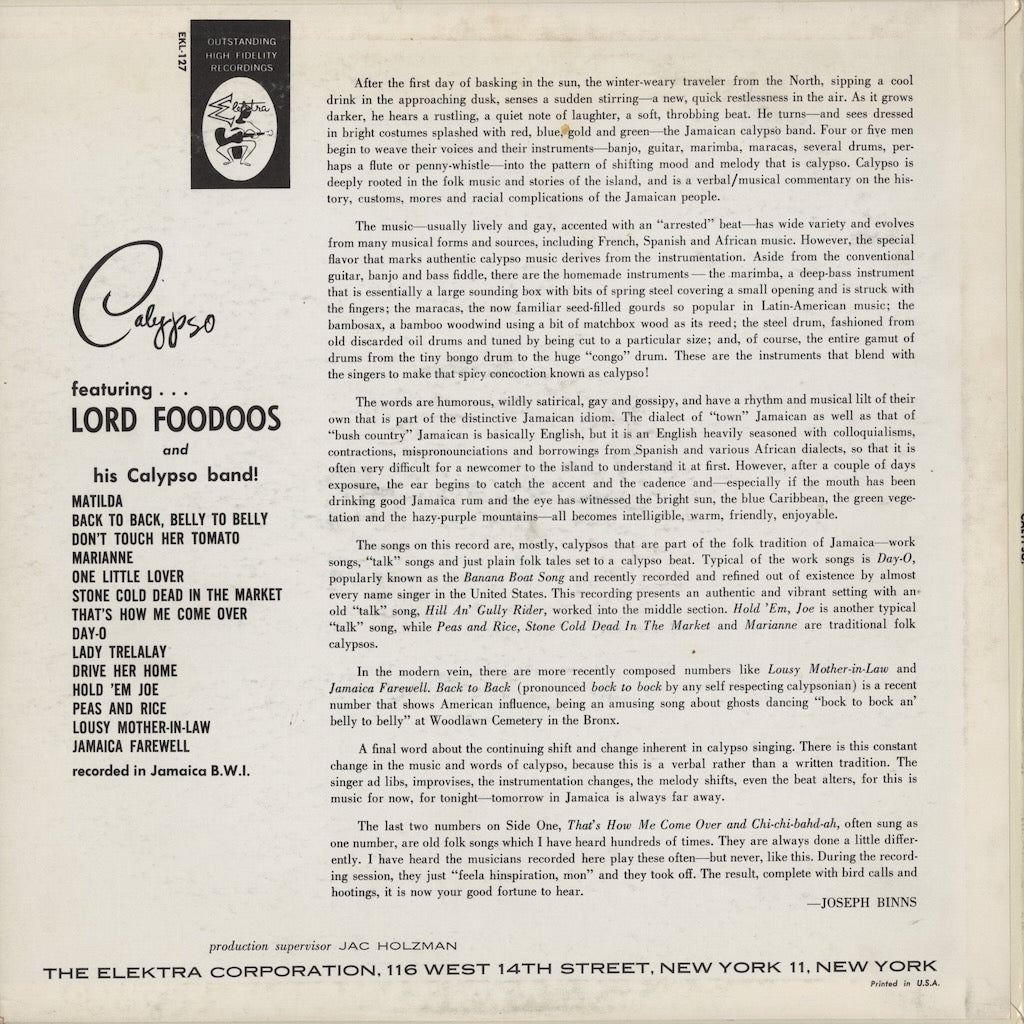 EKL-127
OUTSTANDING
HIGH FIDELITY
RECORDINGS
Elektra
Calypso
featuring . . .
LORD FOODOOS
and
his Calypso band!
MATILDA
BACK TO BACK, BELLY TO BELLY
DON'T TOUCH HER TOMATO
MARIANNE
ONE LITTLE LOVER
STONE COLD DEAD IN THE MARKET
THAT'S HOW ME COME OVER
DAY-O
LADY TRELALAY
DRIVE HER HOME
HOLD 'EM JOE
PEAS AND RICE
LOUSY MOTHER-IN-LAW
JAMAICA FAREWELL
recorded in Jamaica B.W.I.
After the first day of basking in the sun, the winter-weary traveler from the North, sipping a cool
drink in the approaching dusk, senses a sudden stirring—a new, quick restlessness in the air. As it grows
darker, he hears a rustling, a quiet note of laughter, a soft, throbbing beat. He turns—and sees dressed
in bright costumes splashed with red, blue, gold and green—the Jamaican calypso band. Four or five men
begin to weave their voices and their instruments—banjo, guitar, marimba, maracas, several drums, per-
haps a flute or penny-whistle—into the pattern of shifting mood and melody that is calypso. Calypso is
deeply rooted in the folk music and stories of the island, and is a verbal/musical commentary on the his-
tory, customs, mores and racial complications of the Jamaican people.
The music—usually lively and gay, accented with an "arrested" beat—has wide variety and evolves
from many musical forms and sources, including French, Spanish and African music. However, the special
flavor that marks authentic calypso music derives from the instrumentation. Aside from the conventional
guitar, banjo and bass fiddle, there are the homemade instruments — the marimba, a deep-bass instrument
that is essentially a large sounding box with bits of spring steel covering a small opening and is struck with
the fingers; the maracas, the now familiar seed-filled gourds so popular in Latin-American music; the
bambosax, a bamboo woodwind using a bit of matchbox wood as its reed; the steel drum, fashioned from
old discarded oil drums and tuned by being cut to a particular size; and, of course, the entire gamut of
drums from the tiny bongo drum to the huge "congo" drum. These are the instruments that blend with
the singers to make that spicy concoction known as calypso!
The words are humorous, wildly satirical, gay and gossipy, and have a rhythm and musical lilt of their
own that is part of the distinctive Jamaican idiom. The dialect of "town" Jamaican as well as that of
"bush country" Jamaican is basically English, but it is an English heavily seasoned with colloquialisms,
contractions, mispronounciations and borrowings from Spanish and various African dialects, so that it is
often very difficult for a newcomer to the island to understand it at first. However, after a couple of days
exposure, the ear begins to catch the accent and the cadence and—especially if the mouth has been
drinking good Jamaica rum and the eye has witnessed the bright sun, the blue Caribbean, the green vege-
tation and the hazy-purple mountains—all becomes intelligible, warm, friendly, enjoyable.
The songs on this record are, mostly, calypsos that are part of the folk tradition of Jamaica—work
songs, "talk" songs and just plain folk tales set to a calypso beat. Typical of the work songs is Day-O,
popularly known as the Banana Boat Song and recently recorded and refined out of existence by almost
every name singer in the United States. This recording presents an authentic and vibrant setting with an
old "talk" song, Hill An' Gully Rider, worked into the middle section. Hold 'Em, Joe is another typical
"talk" song, while Peas and Rice, Stone Cold Dead In The Market and Marianne are traditional folk
calypsos.
In the modern vein, there are more recently composed numbers like Lousy Mother-in-Law and
Jamaica Farewell. Back to Back (pronounced bock to bock by any self respecting calypsonian) is a recent
number that shows American influence, being an amusing song about ghosts dancing "bock to bock an'
belly to belly" at Woodlawn Cemetery in the Bronx.
A final word about the continuing shift and change inherent in calypso singing. There is this constant
change in the music and words of calypso, because this is a verbal rather than a written tradition. The
singer ad libs, improvises, the instrumentation changes, the melody shifts, even the beat alters, for this is
music for now, for tonight—tomorrow in Jamaica is always far away.
The last two numbers on Side One, That's How Me Come Over and Chi-chi-bahd-ah, often sung as
one number, are old folk songs which I have heard hundreds of times. They are always done a little differ-
ently. I have heard the musicians recorded here play these often—but never, like this. During the record-
ing session, they just "feela hinspiration, mon" and they took off. The result, complete with bird calls and
hootings, it is now your good fortune to hear.
—JOSEPH BINNS
production supervisor JAC HOLZMAN
THE ELEKTRA CORPORATION, 116 WEST 14TH STREET, NEW YORK 11, NEW YORK
Printed in U.S.A.